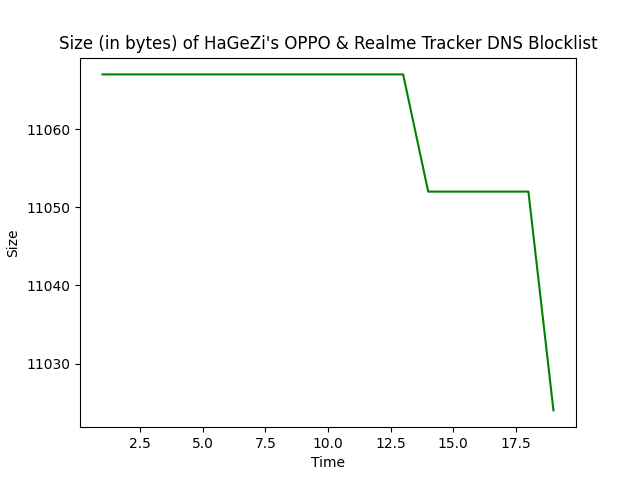 Size (in bytes) of HaGeZi's OPPO & Realme Tracker DNS Blocklist
11060
11050
11040
11030
Size
2.5 5.0 7.5 10.0 12.5 15.0 17.5
Time